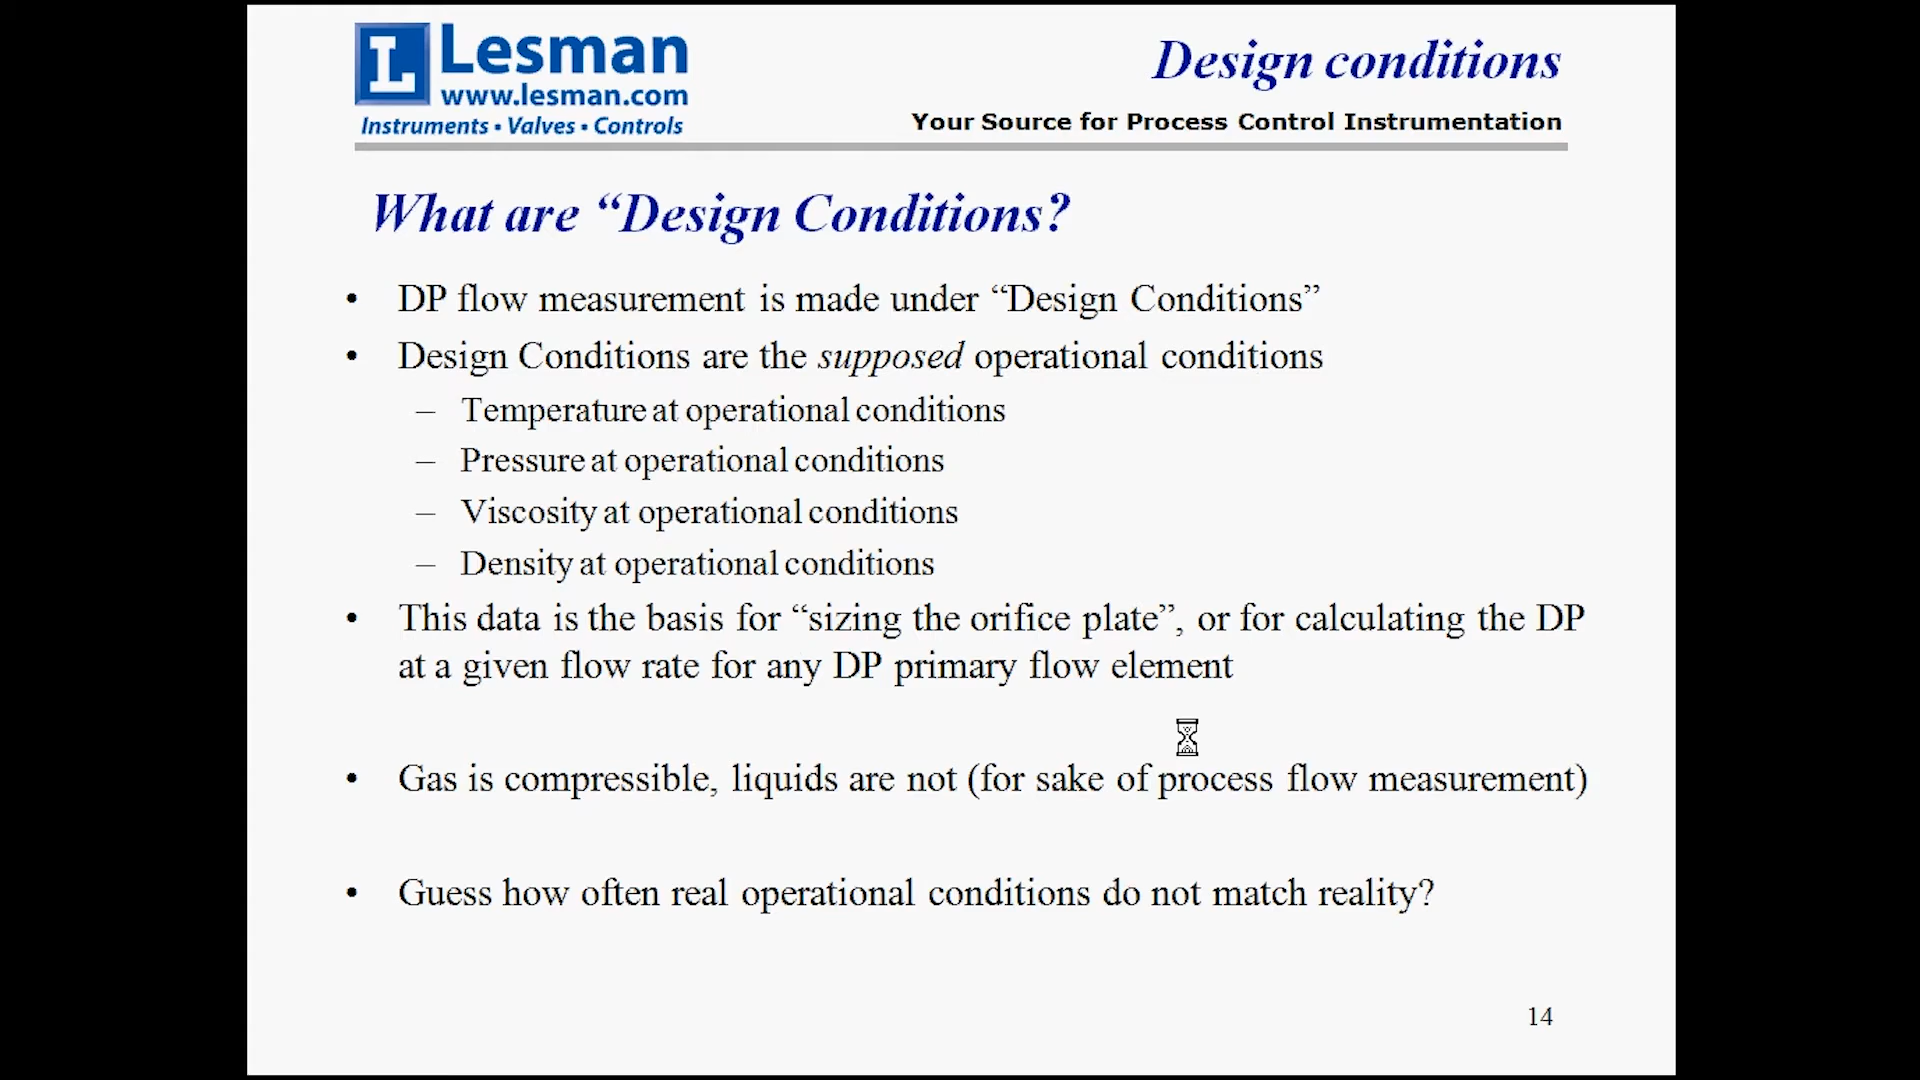 L Lesman
www.lesman.com
Instruments • Valves • Controls
Design conditions
Your Source for Process Control Instrumentation
What are “Design Conditions?
• DP flow measurement is made under “Design Conditions”
• Design Conditions are the supposed operational conditions
– Temperature at operational conditions
– Pressure at operational conditions
– Viscosity at operational conditions
– Density at operational conditions
• This data is the basis for “sizing the orifice plate”, or for calculating the DP
at a given flow rate for any DP primary flow element
• Gas is compressible, liquids are not (for sake of process flow measurement)
• Guess how often real operational conditions do not match reality?
14